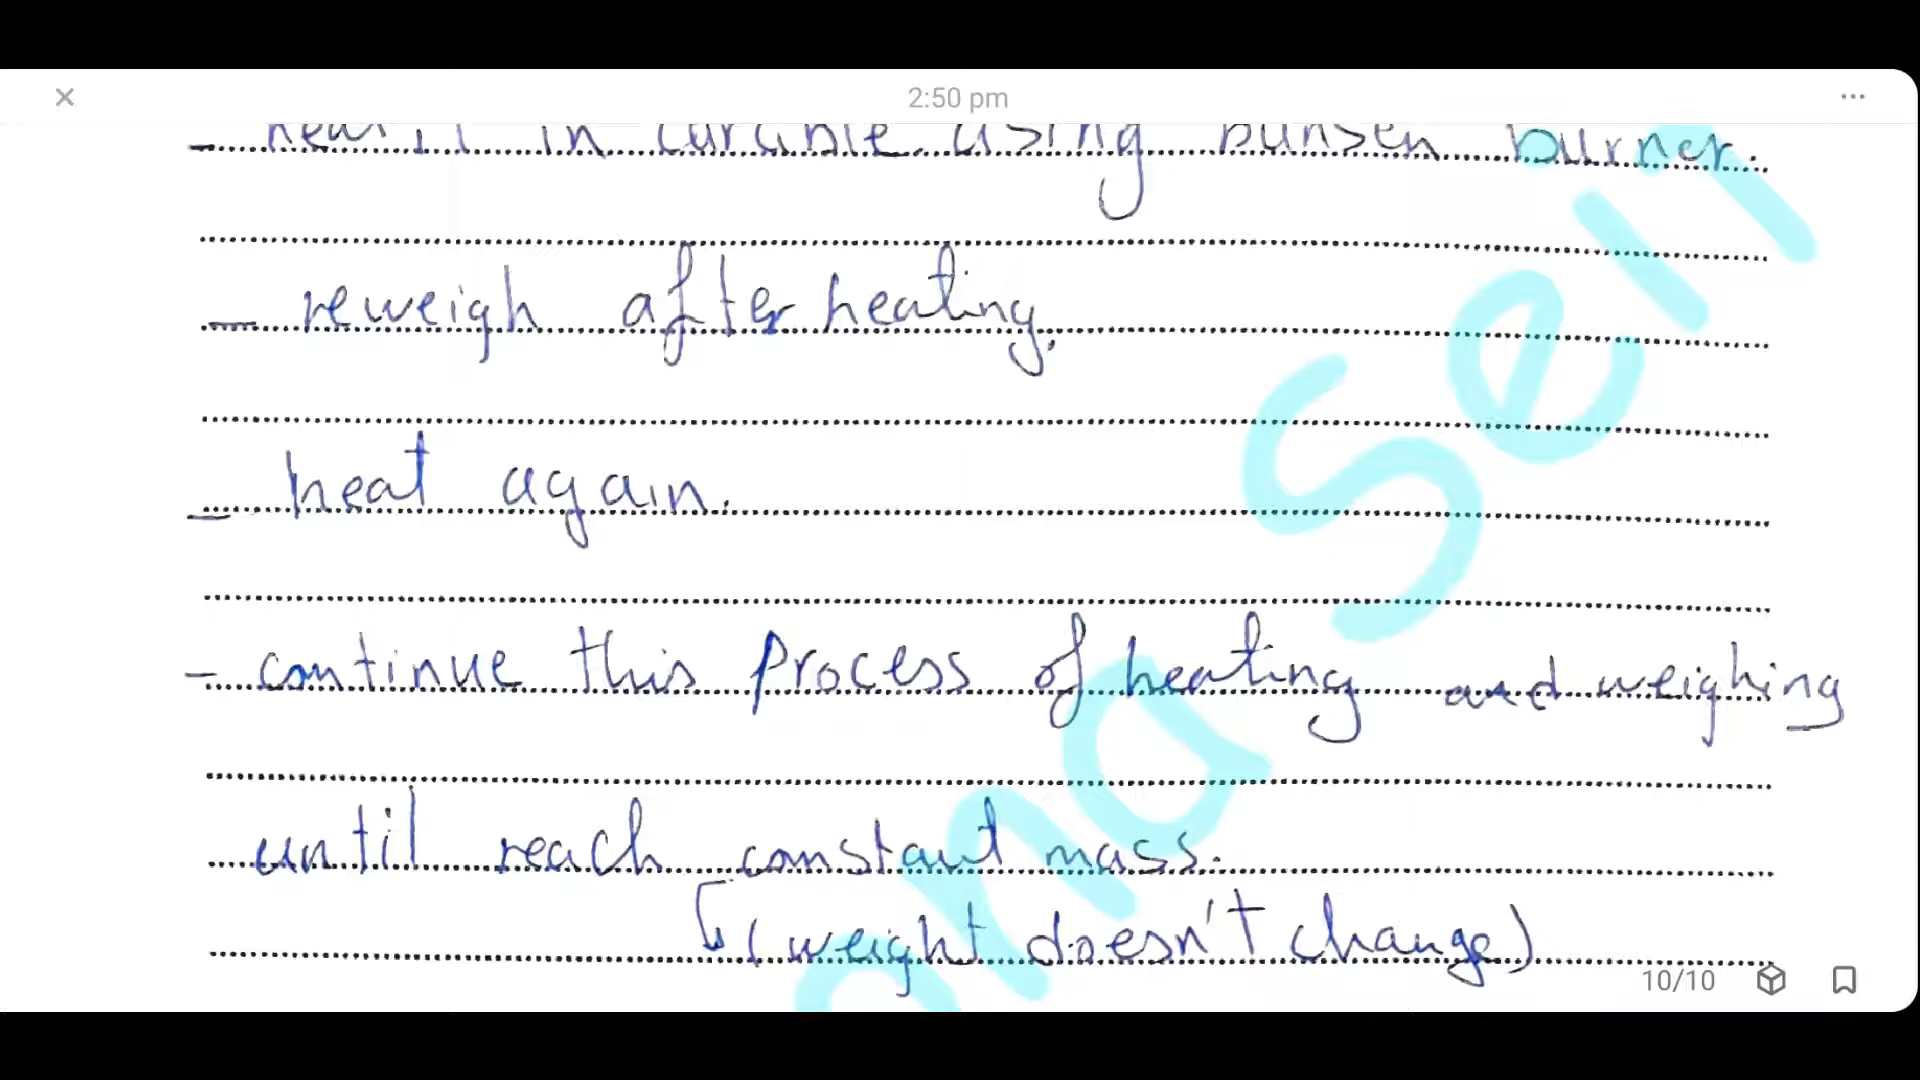 2:50 pm
- heat it in curcible using bunsen burner.
- reweigh after heating.
- heat again.
- continue this process of heating and weighing
until reach constant mass.
(weight doesn't change)
10/10